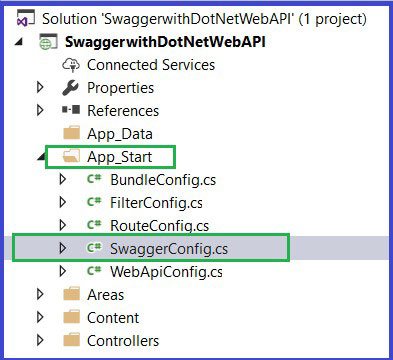 Solution 'SwaggerwithDotNetWebAPI' (1 project)
SwaggerwithDotNetWebAPI
Connected Services
Properties
References
App_Data
App_Start
C# BundleConfig.cs
C# FilterConfig.cs
C# RouteConfig.cs
C# SwaggerConfig.cs
C# WebApiConfig.cs
Areas
Content
Controllers